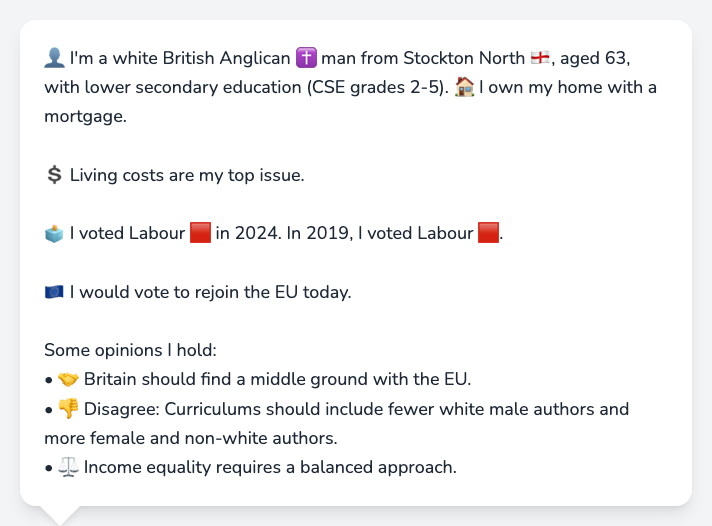 👤 I'm a white British Anglican ✝️ man from Stockton North 🏴󠁧󠁢󠁥󠁮󠁧󠁿, aged 63,
with lower secondary education (CSE grades 2-5). 🏠 I own my home with a
mortgage.
💲 Living costs are my top issue.
🗳️ I voted Labour 🟥 in 2024. In 2019, I voted Labour 🟥.
🇪🇺 I would vote to rejoin the EU today.
Some opinions I hold:
• 🤝 Britain should find a middle ground with the EU.
• 👎 Disagree: Curriculums should include fewer white male authors and
more female and non-white authors.
• ⚖️ Income equality requires a balanced approach.